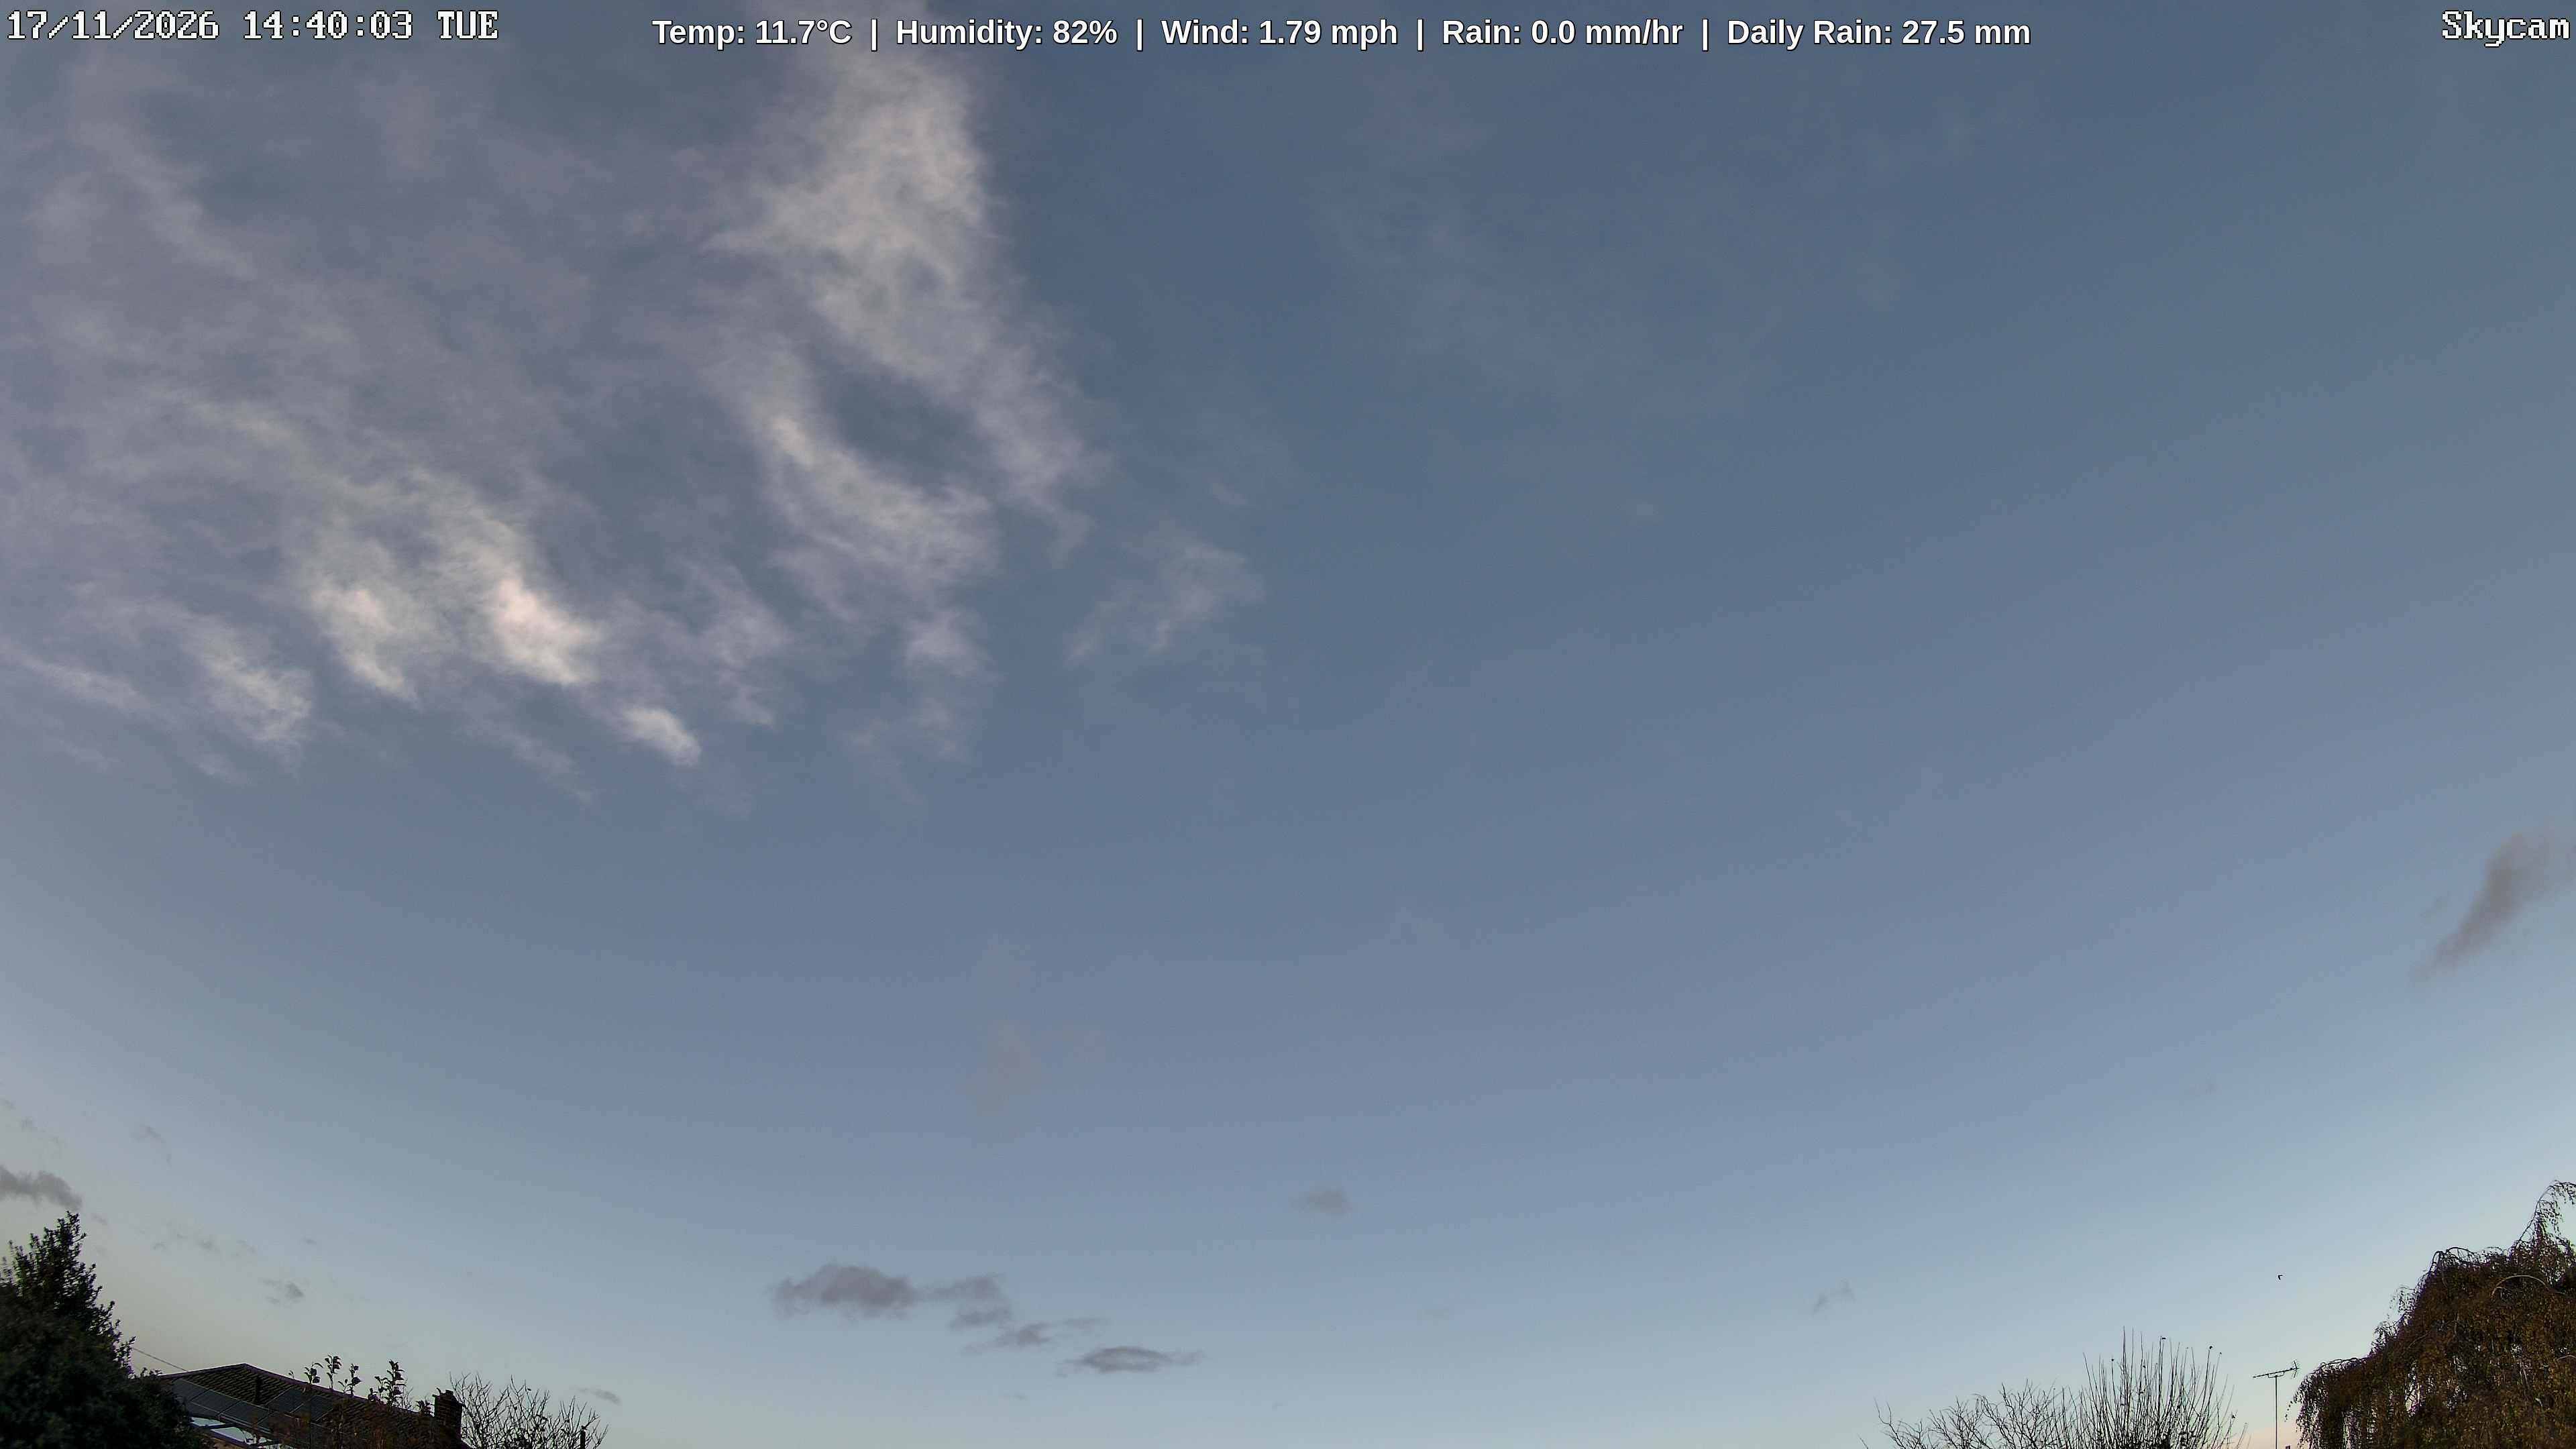 17/11/2026 14:40:03 TUE
Temp: 11.7°C | Humidity: 82% | Wind: 1.79 mph | Rain: 0.0 mm/hr | Daily Rain: 27.5 mm
Skycam